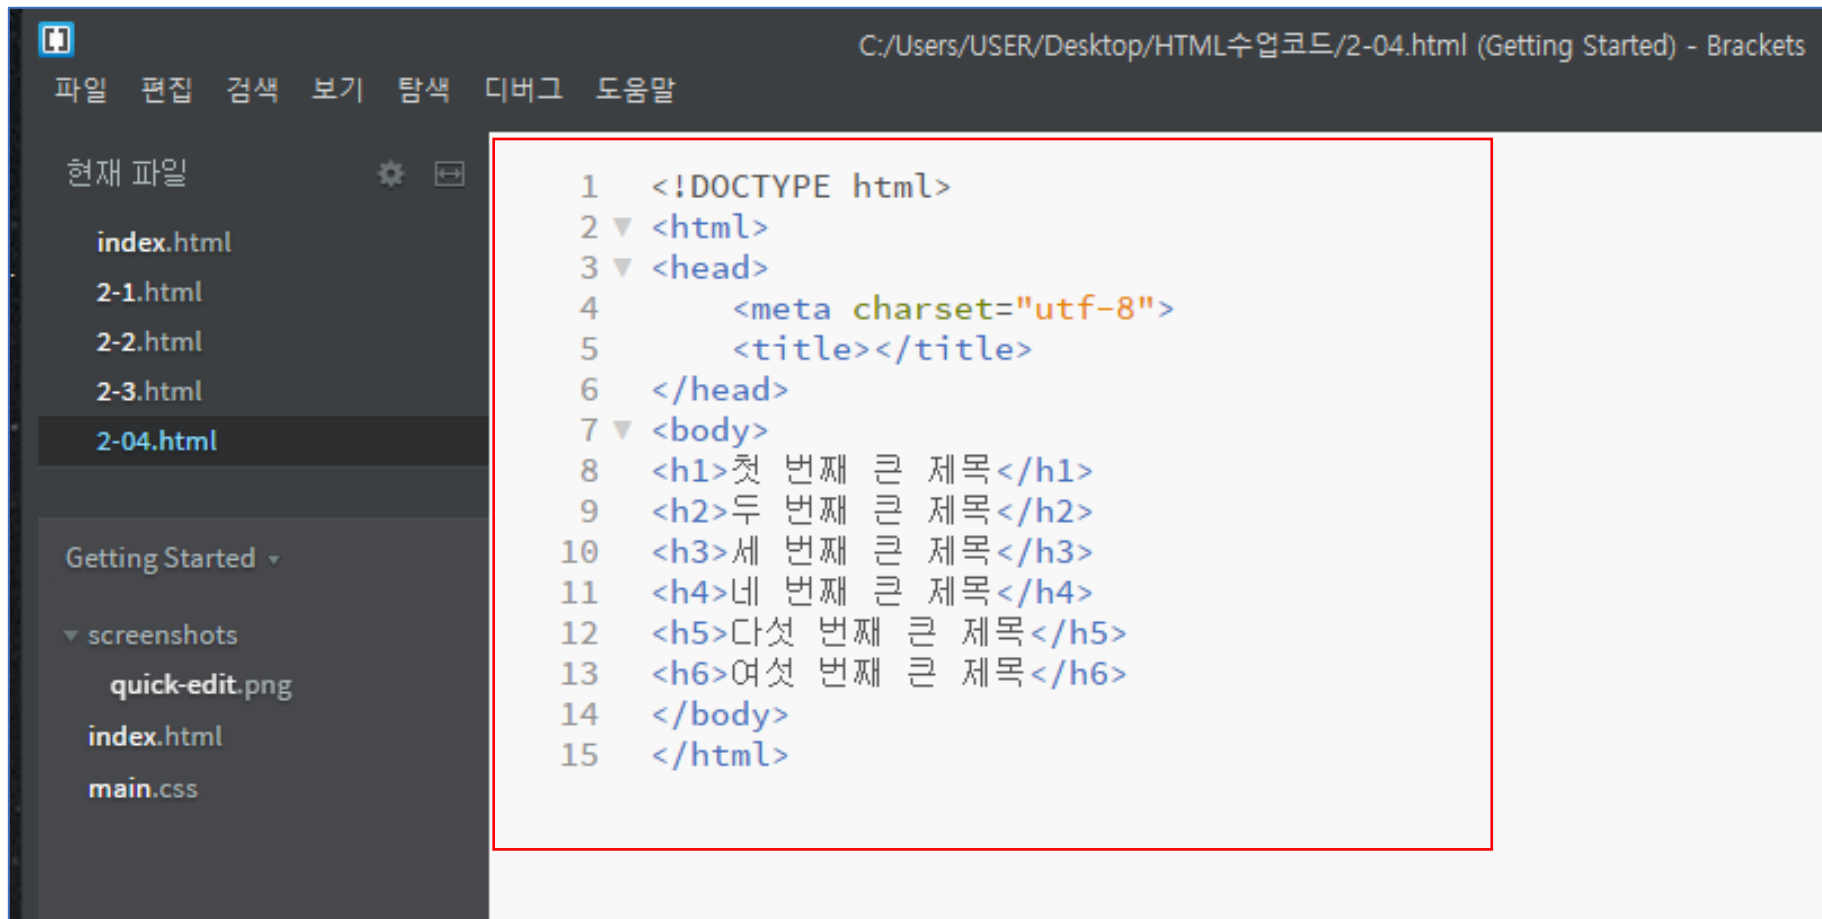 C:/Users/USER/Desktop/HTML수업코드/2-04.html (Getting Started) - Brackets
파일 편집 검색 보기 탐색 디버그 도움말
현재 파일
index.html
2-1.html
2-2.html
2-3.html
2-04.html
Getting Started
screenshots
quick-edit.png
index.html
main.css
1 <!DOCTYPE html>
2 <html>
3 <head>
4 <meta charset="utf-8">
5 <title></title>
6 </head>
7 <body>
8 <h1>첫 번째 큰 제목</h1>
9 <h2>두 번째 큰 제목</h2>
10 <h3>세 번째 큰 제목</h3>
11 <h4>네 번째 큰 제목</h4>
12 <h5>다섯 번째 큰 제목</h5>
13 <h6>여섯 번째 큰 제목</h6>
14 </body>
15 </html>